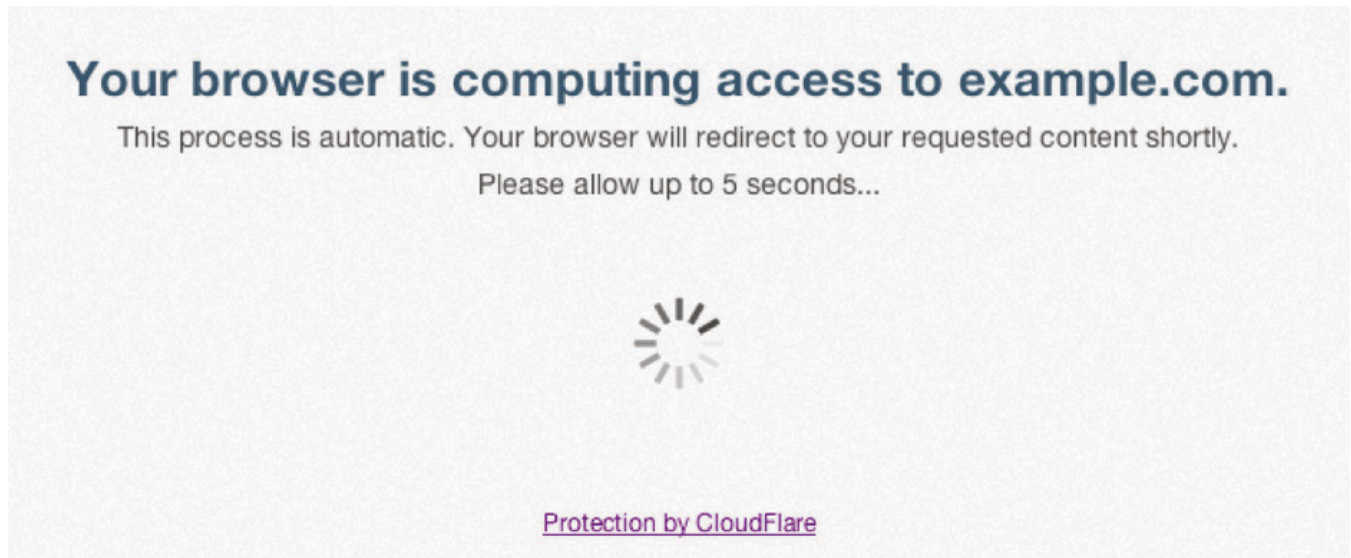 Your browser is computing access to example.com.
This process is automatic. Your browser will redirect to your requested content shortly.
Please allow up to 5 seconds...
Protection by CloudFlare